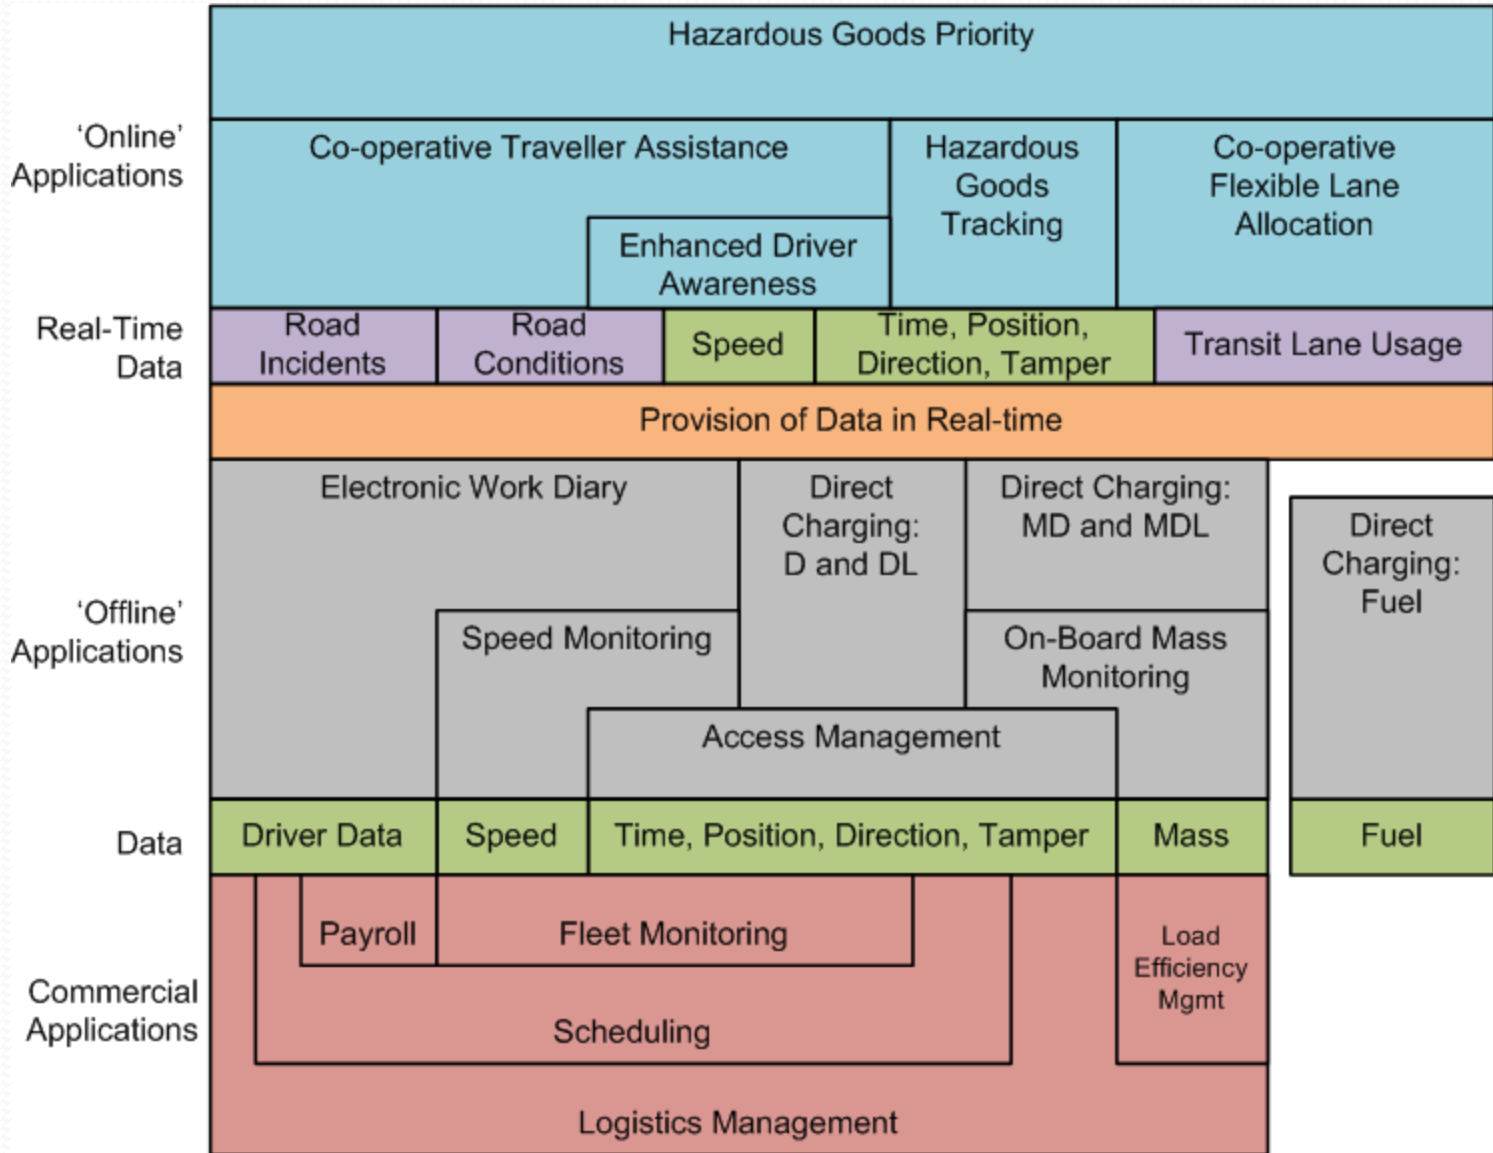 Hazardous Goods Priority
‘Online’
Applications
Co-operative Traveller Assistance
Hazardous
Goods
Tracking
Co-operative
Flexible Lane
Allocation
Enhanced Driver
Awareness
Real-Time
Data
Road
Incidents
Road
Conditions
Speed
Time, Position,
Direction, Tamper
Transit Lane Usage
Provision of Data in Real-time
‘Offline’
Applications
Electronic Work Diary
Direct
Charging:
D and DL
Direct Charging:
MD and MDL
Direct
Charging:
Fuel
Speed Monitoring
On-Board Mass
Monitoring
Access Management
Data
Driver Data
Speed
Time, Position, Direction, Tamper
Mass
Fuel
Commercial
Applications
Payroll
Fleet Monitoring
Load
Efficiency
Mgmt
Scheduling
Logistics Management